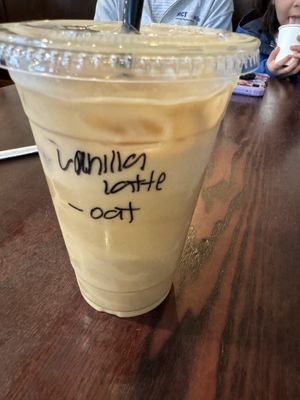 Vanilla
Latte
- oat